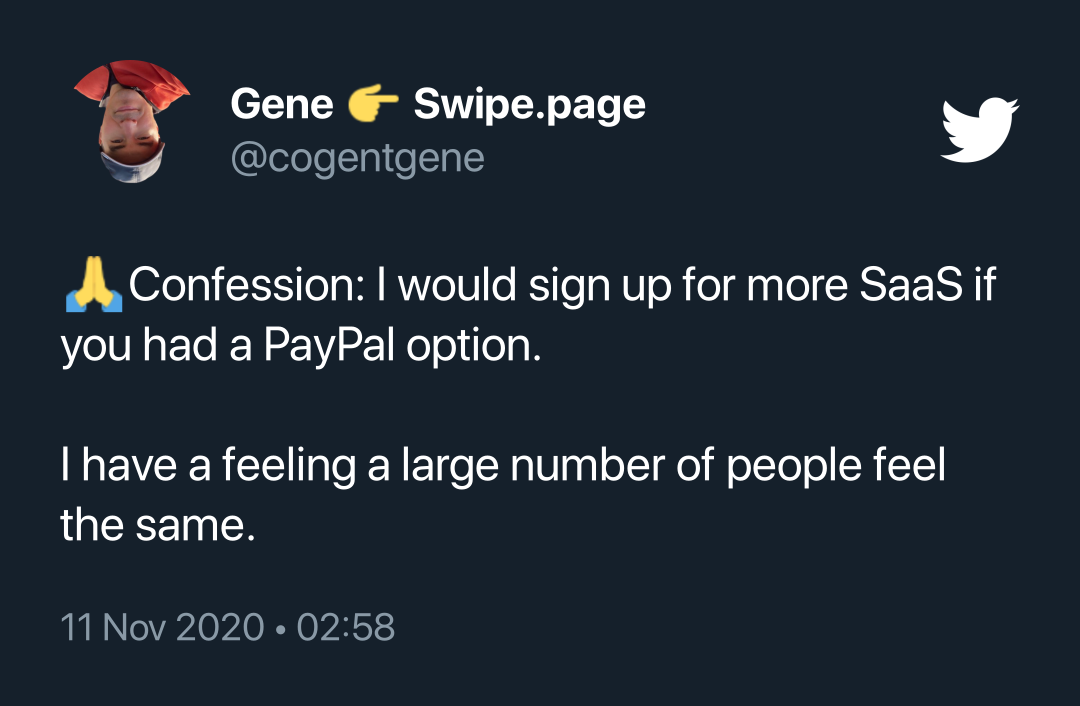 Gene 👉 Swipe.page
@cogentgene
🙏Confession: I would sign up for more SaaS if
you had a PayPal option.
I have a feeling a large number of people feel
the same.
11 Nov 2020 • 02:58